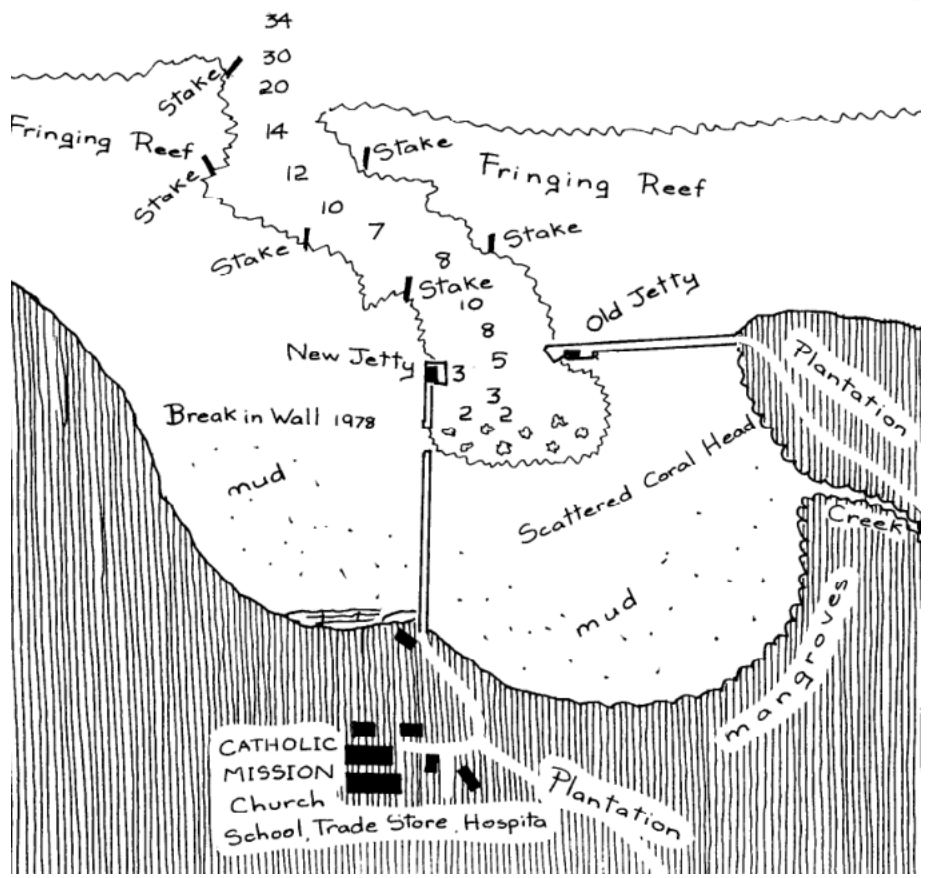 34
30
Stake
20
Fringing Reef
14
Stake
Fringing Reef
12
Stake
10
7
Stake
Stake
8
Stake
10
Old Jetty
8
New Jetty
3
5
Plantation
3
Break in Wall 1978
2 2
mud
Scattered Coral Head
Creek
mud
mangroves
CATHOLIC
MISSION
Church
School, Trade Store, Hospita
Plantation